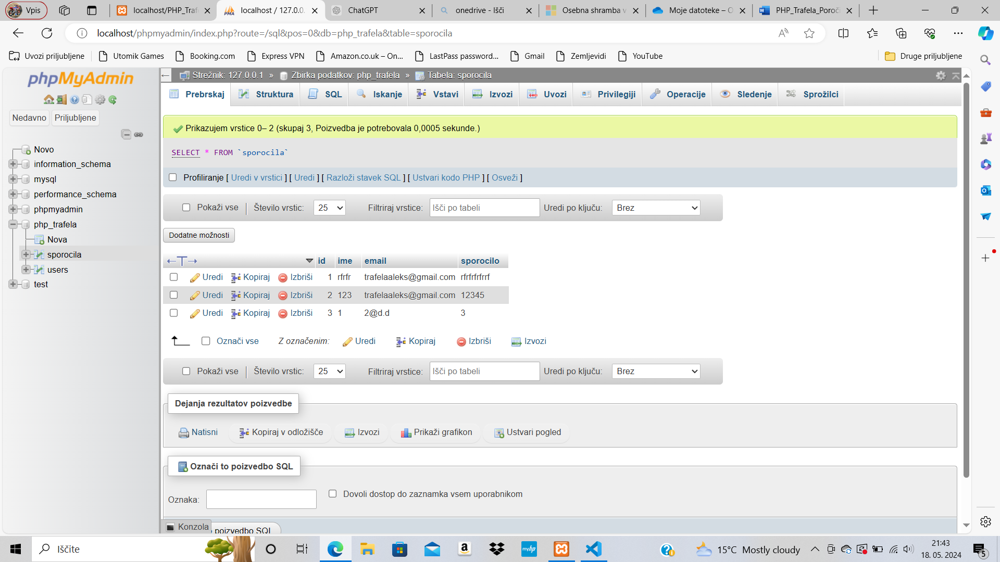 Vpis
localhost/PHP_Traf
localhost / 127.0.0.
ChatGPT
onedrive - Išči
Osebna shramba v
Moje datoteke – O
PHP_Trafela_Poroči
localhost/phpmyadmin/index.php?route=/sql&pos=0&db=php_trafela&table=sporocila
Uvozi priljubljene
Utomik Games
Booking.com
Express VPN
Amazon.co.uk – On...
LastPass password...
Gmail
Zemljevidi
YouTube
Druge priljubljene
phpMyAdmin
Nedavno
Priljubljene
Novo
information_schema
mysql
performance_schema
phpmyadmin
php_trafela
Nova
sporocila
users
test
Strežnik: 127.0.0.1 » Zbirka podatkov: php_trafela » Tabela: sporocila
Prebrskaj
Struktura
SQL
Iskanje
Vstavi
Izvozi
Uvozi
Privilegiji
Operacije
Sledenje
Sprožilci
Prikazujem vrstice 0– 2 (skupaj 3, Poizvedba je potrebovala 0,0005 sekunde.)
SELECT * FROM `sporocila`
Profiliranje [ Uredi v vrstici ] [ Uredi ] [ Razloži stavek SQL ] [ Ustvari kodo PHP ] [ Osveži ]
Pokaži vse | Število vrstic: 25 Filtriraj vrstice: Išči po tabeli Uredi po ključu: Brez
Dodatne možnosti
←T→ id ime email sporocilo
Uredi Kopiraj Izbriši 1 rfrfr trafelaaleks@gmail.com rfrfrfrfrrf
Uredi Kopiraj Izbriši 2 123 trafelaaleks@gmail.com 12345
Uredi Kopiraj Izbriši 3 1 2@d.d 3
Označi vse Z označenim: Uredi Kopiraj Izbriši Izvozi
Pokaži vse | Število vrstic: 25 Filtriraj vrstice: Išči po tabeli Uredi po ključu: Brez
Dejanja rezultatov poizvedbe
Natisni Kopiraj v odložišče Izvozi Prikaži grafikon Ustvari pogled
Označi to poizvedbo SQL
Oznaka: Dovoli dostop do zaznamka vsem uporabnikom
Konzola
poizvedbo SQL
Iščite
15°C Mostly cloudy
21:43
18. 05. 2024
5